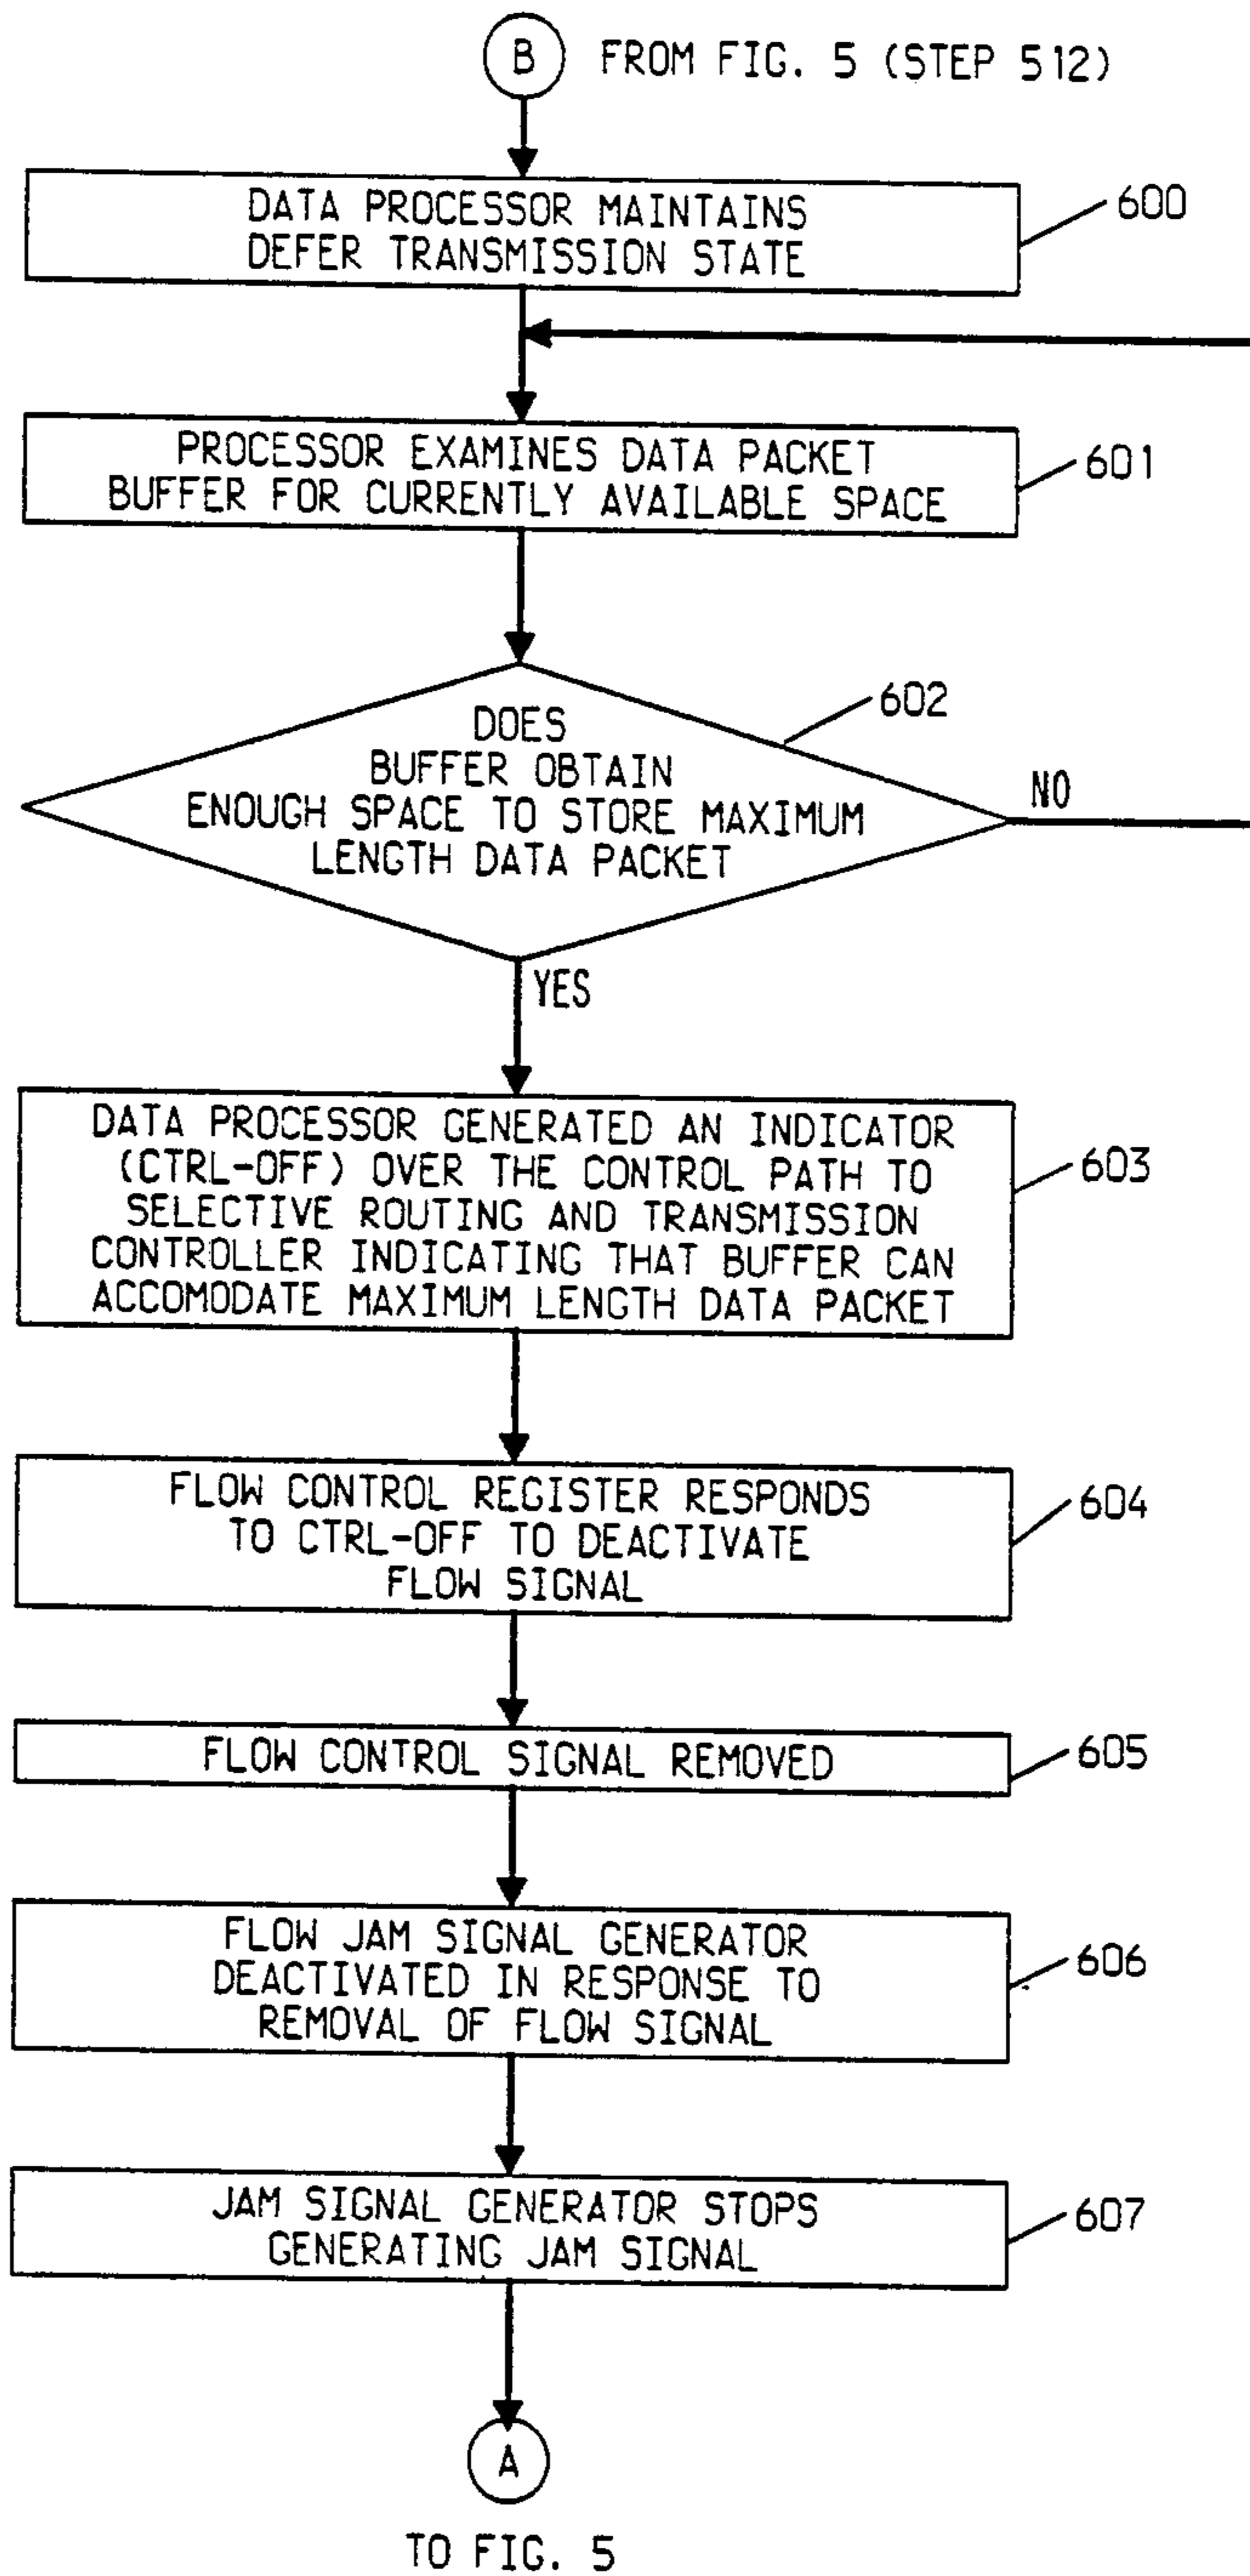 B FROM FIG. 5 (STEP 512)
DATA PROCESSOR MAINTAINS
DEFER TRANSMISSION STATE
600
PROCESSOR EXAMINES DATA PACKET
BUFFER FOR CURRENTLY AVAILABLE SPACE
601
DOES
BUFFER OBTAIN
ENOUGH SPACE TO STORE MAXIMUM
LENGTH DATA PACKET
602
NO
YES
DATA PROCESSOR GENERATED AN INDICATOR
(CTRL-OFF) OVER THE CONTROL PATH TO
SELECTIVE ROUTING AND TRANSMISSION
CONTROLLER INDICATING THAT BUFFER CAN
ACCOMODATE MAXIMUM LENGTH DATA PACKET
603
FLOW CONTROL REGISTER RESPONDS
TO CTRL-OFF TO DEACTIVATE
FLOW SIGNAL
604
FLOW CONTROL SIGNAL REMOVED
605
FLOW JAM SIGNAL GENERATOR
DEACTIVATED IN RESPONSE TO
REMOVAL OF FLOW SIGNAL
606
JAM SIGNAL GENERATOR STOPS
GENERATING JAM SIGNAL
607
A
TO FIG. 5